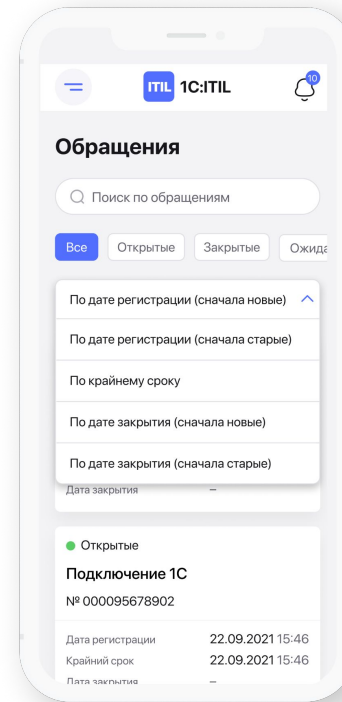 10
ITIL 1C:ITIL
Обращения
Поиск по обращениям
Все Открытые Закрытые Ожида
По дате регистрации (сначала новые)
По дате регистрации (сначала старые)
По крайнему сроку
По дате закрытия (сначала новые)
По дате закрытия (сначала старые)
Дата закрытия –
Открытые
Подключение 1С
№ 000095678902
Дата регистрации 22.09.2021 15:46
Крайний срок 22.09.2021 15:46
Дата закрытия –